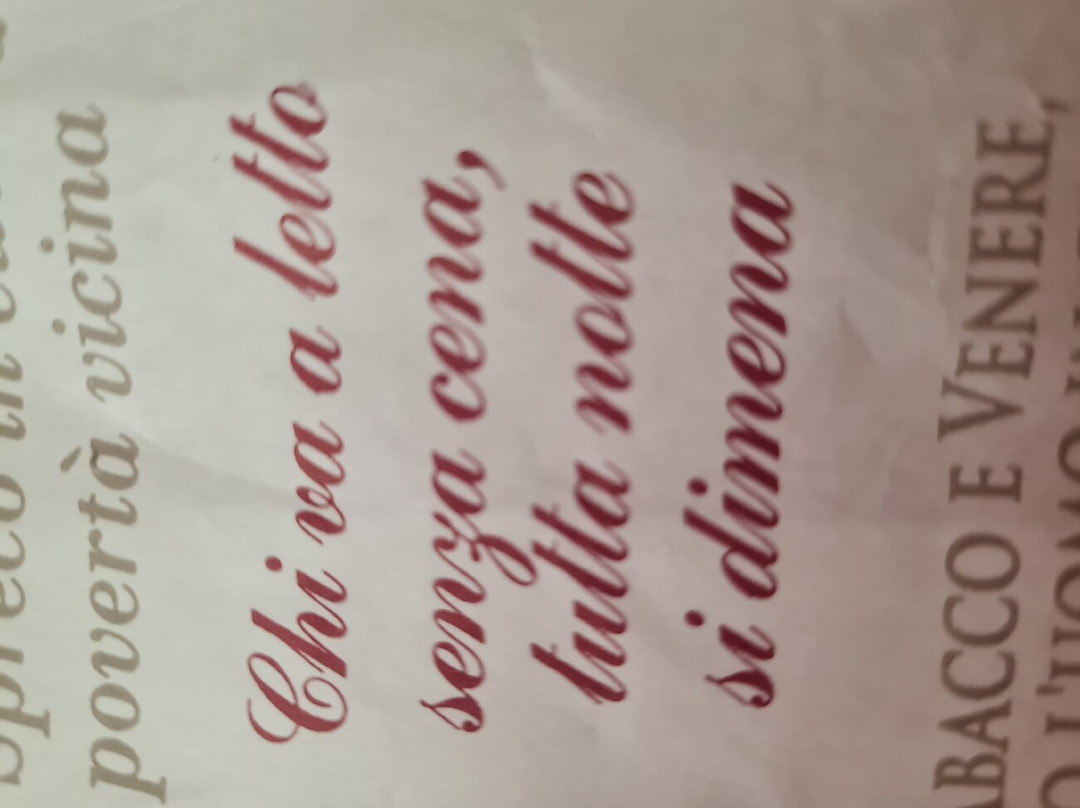 povertà vicina
Chi va a letto
senza cena,
tutta notte
si dimena
BACCO E VENERE,